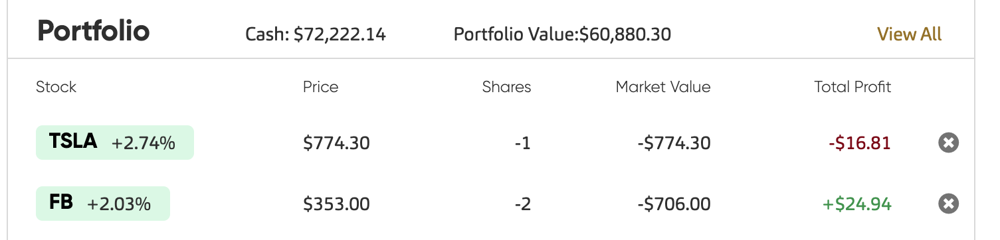 Portfolio Cash: $72,222.14 Portfolio Value:$60,880.30 View All
Stock Price Shares Market Value Total Profit
TSLA +2.74% $774.30 -1 -$774.30 -$16.81
FB +2.03% $353.00 -2 -$706.00 +$24.94